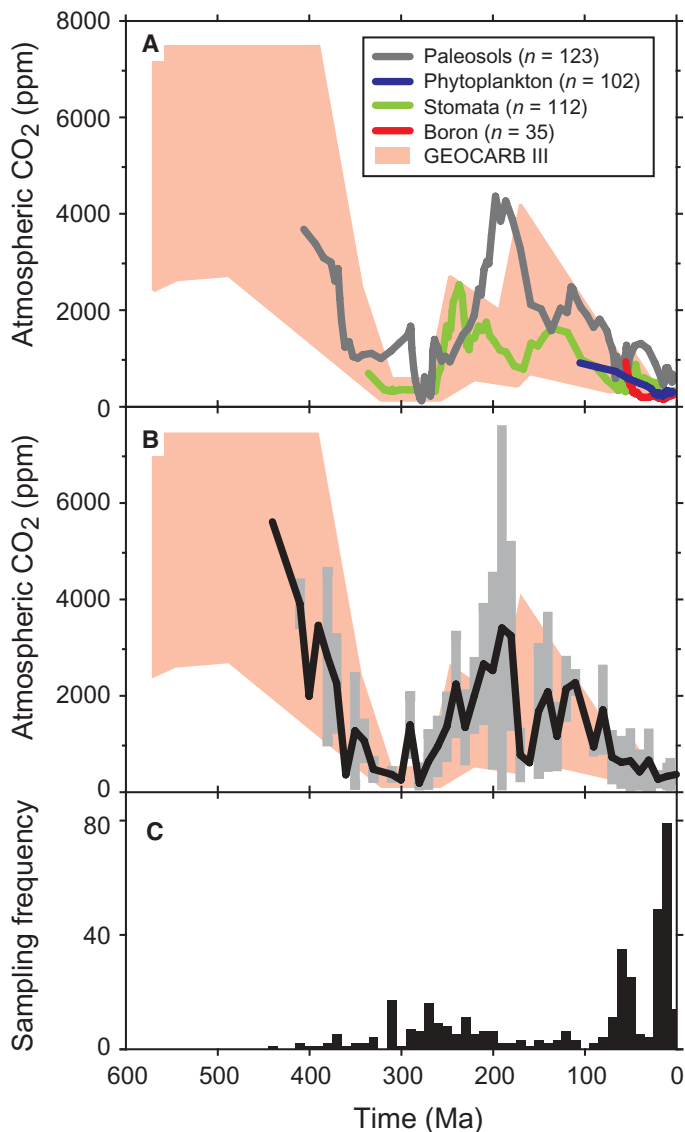 A
8000
6000
4000
2000
0
Atmospheric CO₂ (ppm)
Paleosols (n = 123)
Phytoplankton (n = 102)
Stomata (n = 112)
Boron (n = 35)
GEOCARB III
B
6000
4000
2000
0
Atmospheric CO₂ (ppm)
C
80
40
0
Sampling frequency
600 500 400 300 200 100 0
Time (Ma)